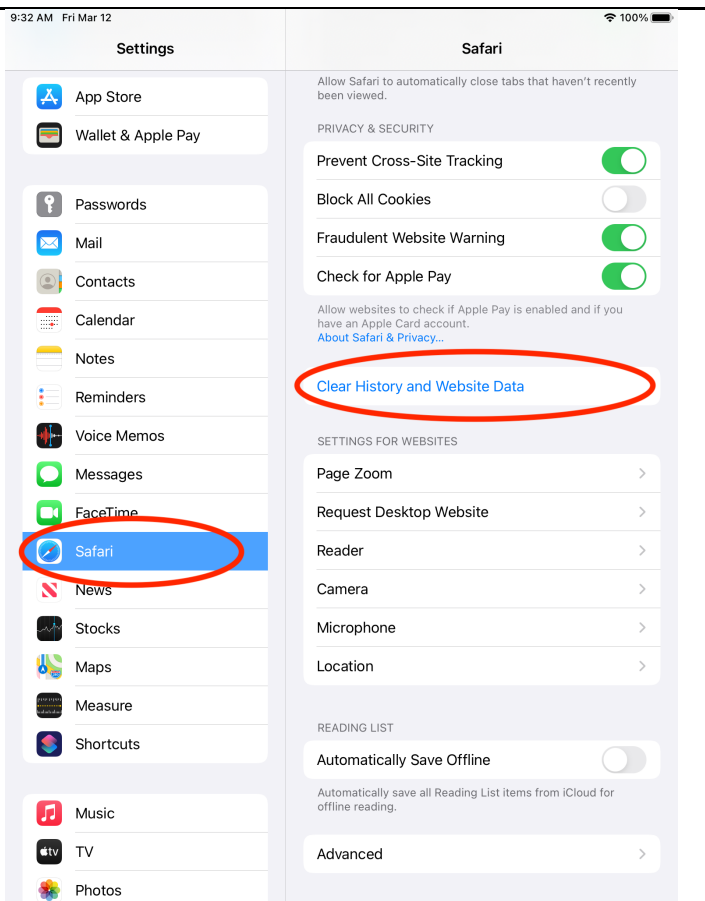 9:32 AM Fri Mar 12
100%
Settings
App Store
Wallet & Apple Pay
Passwords
Mail
Contacts
Calendar
Notes
Reminders
Voice Memos
Messages
FaceTime
Safari
News
Stocks
Maps
Measure
Shortcuts
Music
tv
TV
Photos
Safari
Allow Safari to automatically close tabs that haven't recently
been viewed.
PRIVACY & SECURITY
Prevent Cross-Site Tracking
Block All Cookies
Fraudulent Website Warning
Check for Apple Pay
Allow websites to check if Apple Pay is enabled and if you
have an Apple Card account.
About Safari & Privacy...
Clear History and Website Data
SETTINGS FOR WEBSITES
Page Zoom
Request Desktop Website
Reader
Camera
Microphone
Location
READING LIST
Automatically Save Offline
Automatically save all Reading List items from iCloud for
offline reading.
Advanced